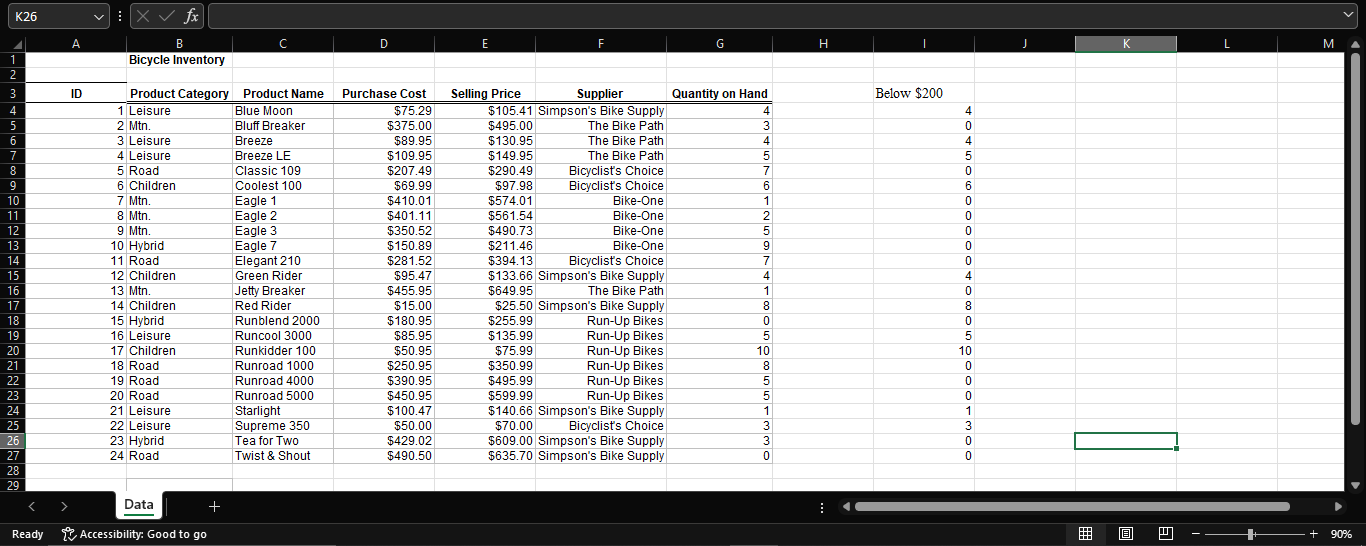 K26 fx
A B C D E F G H I J K L M
1 Bicycle Inventory
2
3 ID Product Category Product Name Purchase Cost Selling Price Supplier Quantity on Hand Below $200
4 1 Leisure Blue Moon $75.29 $105.41 Simpson's Bike Supply 4 4
5 2 Mtn. Bluff Breaker $375.00 $495.00 The Bike Path 3 0
6 3 Leisure Breeze $89.95 $130.95 The Bike Path 4 4
7 4 Leisure Breeze LE $109.95 $149.95 The Bike Path 5 5
8 5 Road Classic 109 $207.49 $290.49 Bicyclist's Choice 7 0
9 6 Children Coolest 100 $69.99 $97.98 Bicyclist's Choice 6 6
10 7 Mtn. Eagle 1 $410.01 $574.01 Bike-One 1 0
11 8 Mtn. Eagle 2 $401.11 $561.54 Bike-One 2 0
12 9 Mtn. Eagle 3 $350.52 $490.73 Bike-One 5 0
13 10 Hybrid Eagle 7 $150.89 $211.46 Bike-One 9 0
14 11 Road Elegant 210 $281.52 $394.13 Bicyclist's Choice 7 0
15 12 Children Green Rider $95.47 $133.66 Simpson's Bike Supply 4 4
16 13 Mtn. Jetty Breaker $455.95 $649.95 The Bike Path 1 0
17 14 Children Red Rider $15.00 $25.50 Simpson's Bike Supply 8 8
18 15 Hybrid Runblend 2000 $180.95 $255.99 Run-Up Bikes 0 0
19 16 Leisure Runcool 3000 $85.95 $135.99 Run-Up Bikes 5 5
20 17 Children Runkidder 100 $50.95 $75.99 Run-Up Bikes 10 10
21 18 Road Runroad 1000 $250.95 $350.99 Run-Up Bikes 8 0
22 19 Road Runroad 4000 $390.95 $495.99 Run-Up Bikes 5 0
23 20 Road Runroad 5000 $450.95 $599.99 Run-Up Bikes 5 0
24 21 Leisure Starlight $100.47 $140.66 Simpson's Bike Supply 1 1
25 22 Leisure Supreme 350 $50.00 $70.00 Bicyclist's Choice 3 3
26 23 Hybrid Tea for Two $429.02 $609.00 Simpson's Bike Supply 3 0
27 24 Road Twist & Shout $490.50 $635.70 Simpson's Bike Supply 0 0
28
29
Data
Ready Accessibility: Good to go 90%